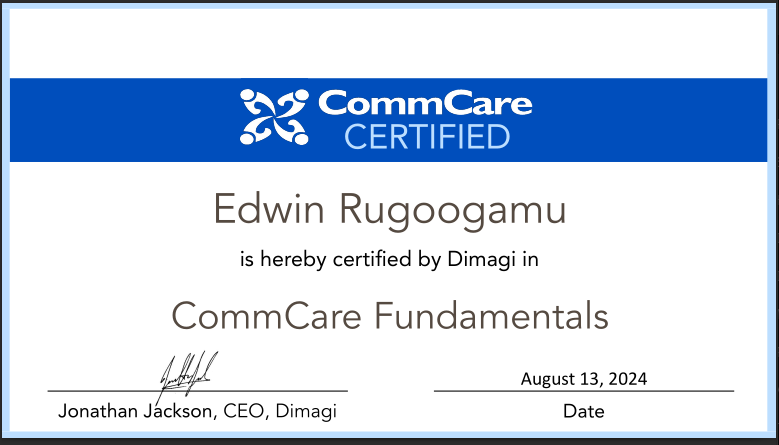 CommCare
CERTIFIED
Edwin Rugoogamu
is hereby certified by Dimagi in
CommCare Fundamentals
August 13, 2024
Jonathan Jackson, CEO, Dimagi
Date